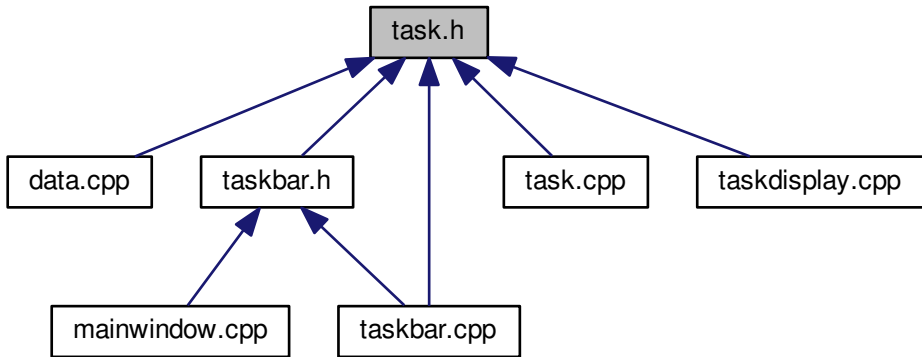 task.h
data.cpp
taskbar.h
task.cpp
taskdisplay.cpp
mainwindow.cpp
taskbar.cpp